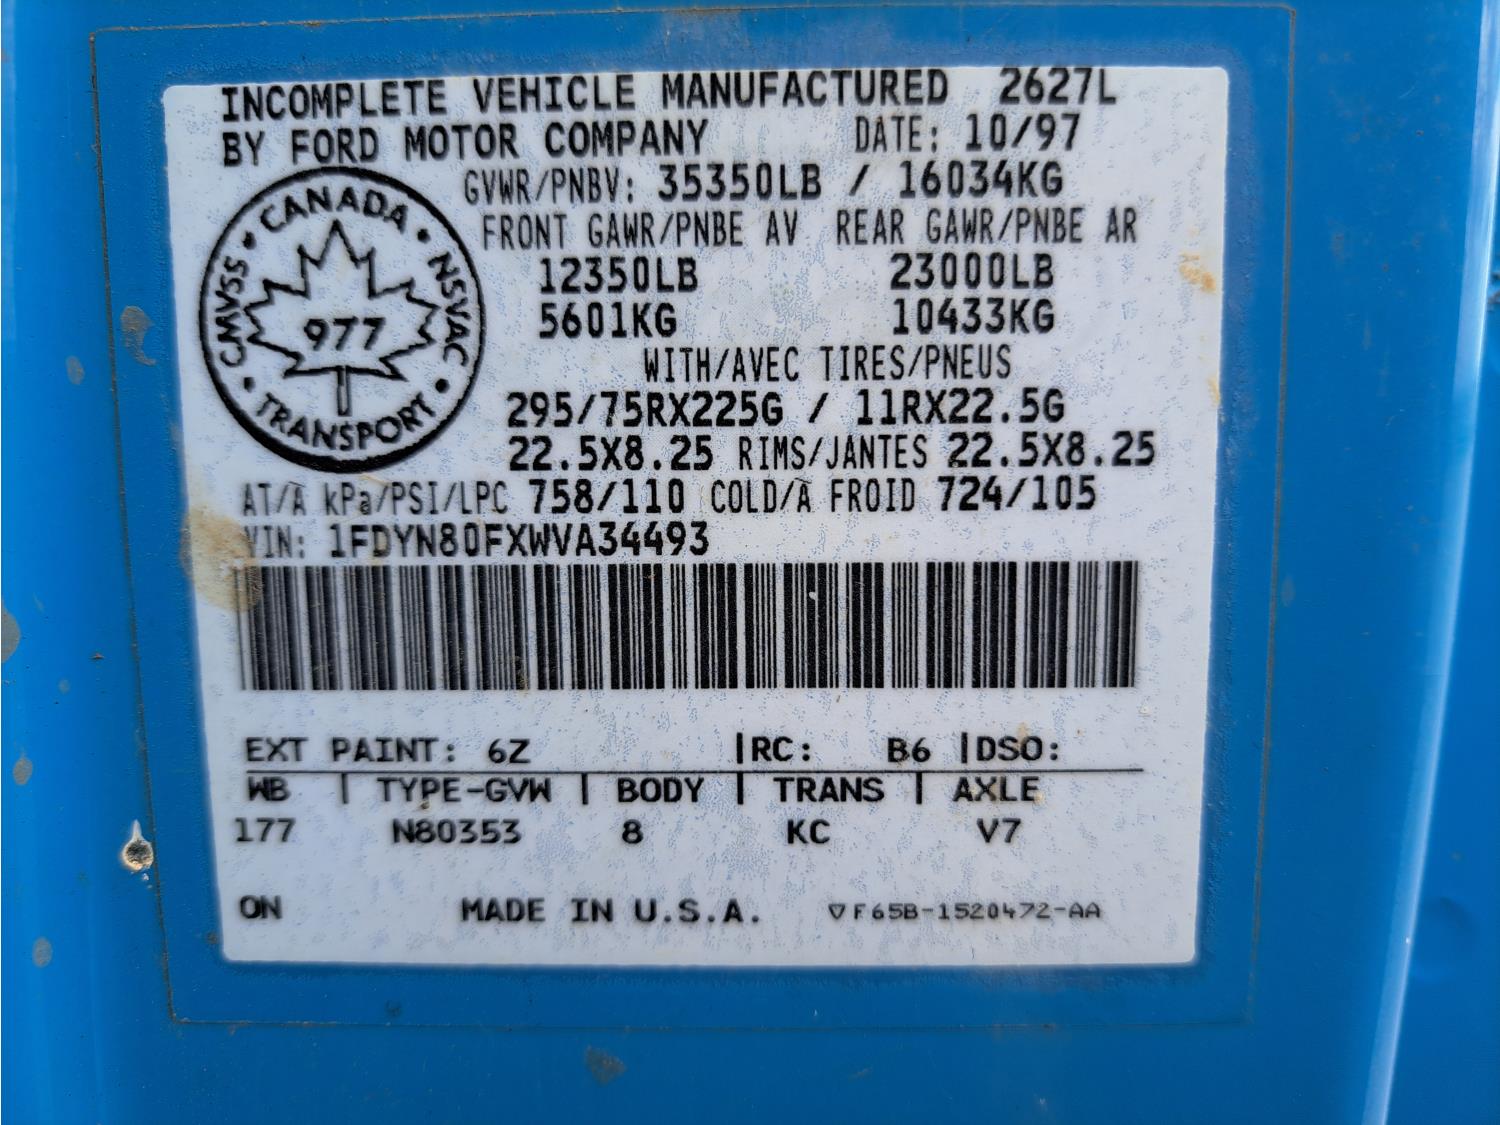 INCOMPLETE VEHICLE MANUFACTURED 2627L
BY FORD MOTOR COMPANY DATE: 10/97
GVWR/PNBV: 35350LB / 16034KG
FRONT GAWR/PNBE AV REAR GAWR/PNBE AR
12350LB 23000LB
5601KG 10433KG
WITH/AVEC TIRES/PNEUS
295/75RX225G / 11RX22.5G
22.5X8.25 RIMS/JANTES 22.5X8.25
AT/À kPa/PSI/LPC 758/110 COLD/À FROID 724/105
VIN: 1FDYN80FXWVA34493
CANADA
CMVSS • NSVAC
977
TRANSPORT
EXT PAINT: 6Z |RC: B6 |DSO:
WB | TYPE-GVW | BODY | TRANS | AXLE
177 N80353 8 KC V7
ON MADE IN U.S.A. ▽F65B-1520472-AA